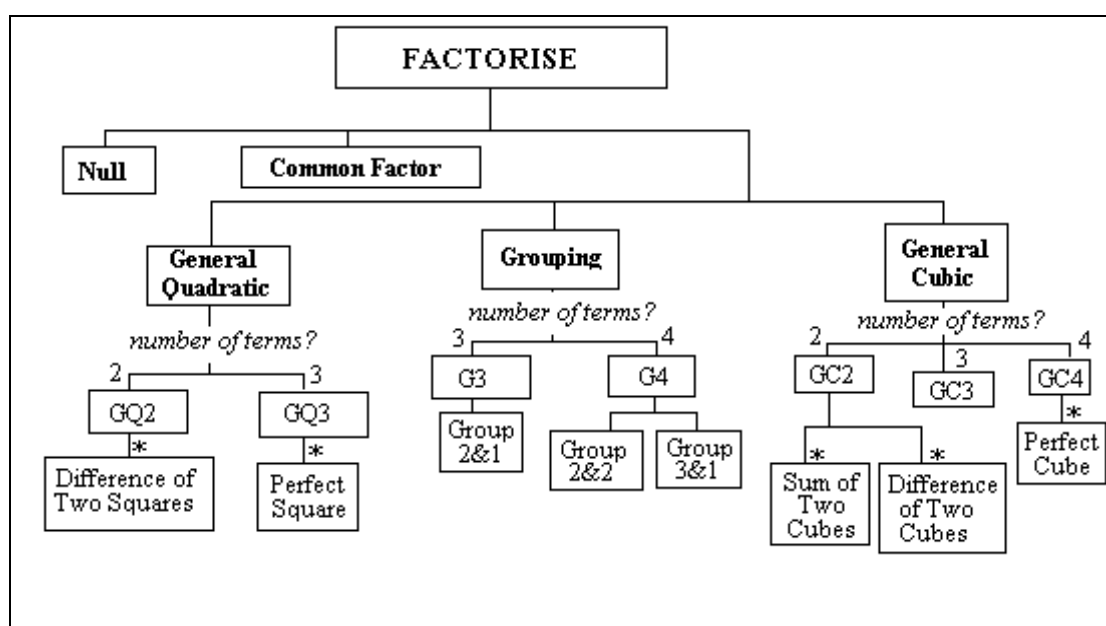 FACTORISE
Null
Common Factor
General
Quadratic
number of terms?
2
3
GQ2
GQ3
*
*
Difference of
Two Squares
Perfect
Square
Grouping
number of terms?
3
4
G3
G4
Group
2&1
Group
2&2
Group
3&1
General
Cubic
number of terms?
2
3
4
GC2
GC3
GC4
*
*
*
Sum of
Two
Cubes
Difference
of Two
Cubes
Perfect
Cube